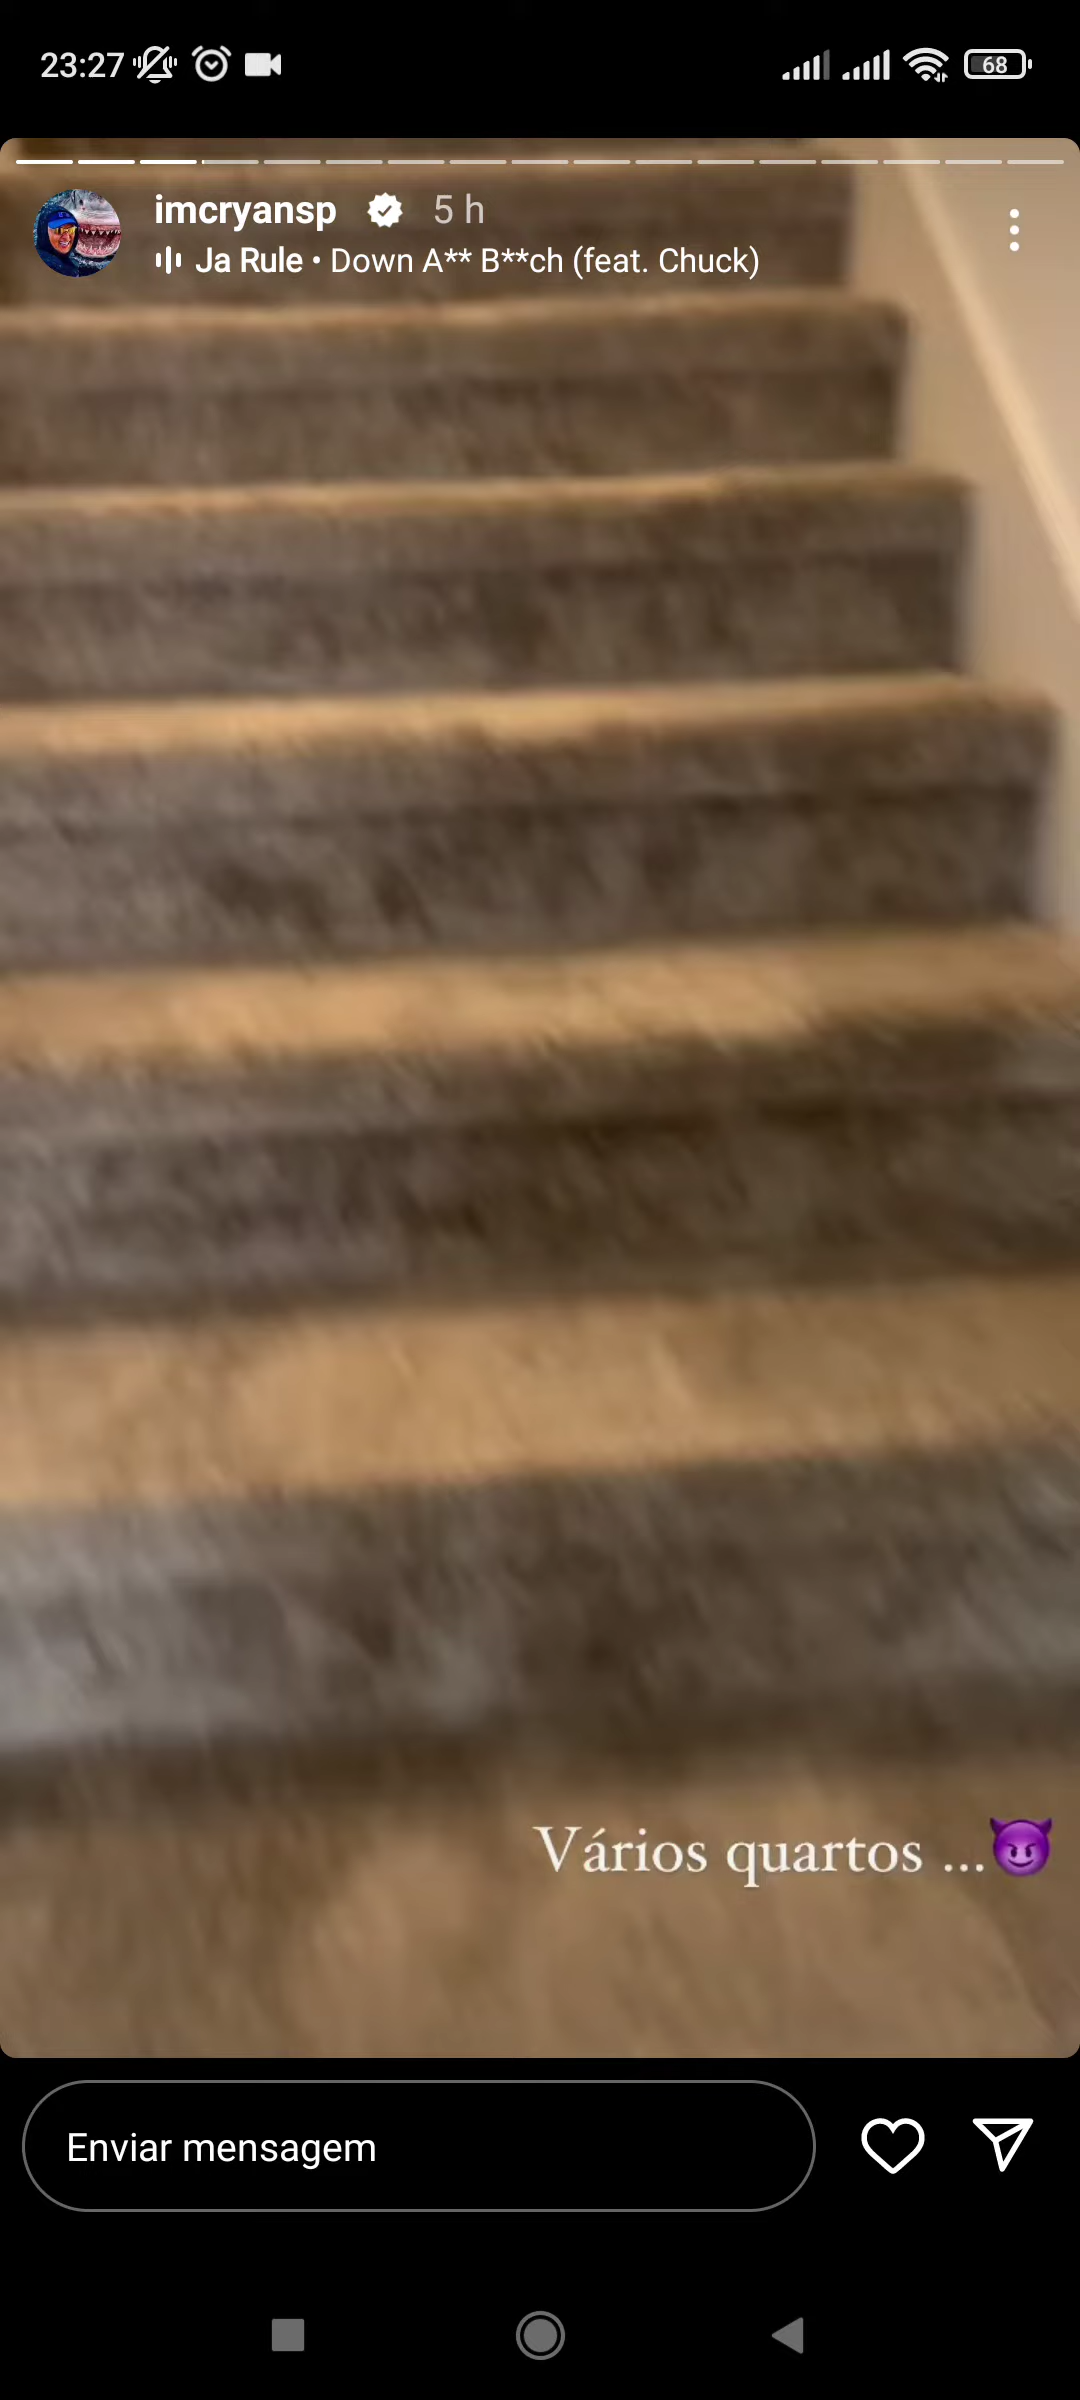 23:27
68
imcryansp 5 h
Ja Rule • Down A** B**ch (feat. Chuck)
Vários quartos ...😈
Enviar mensagem